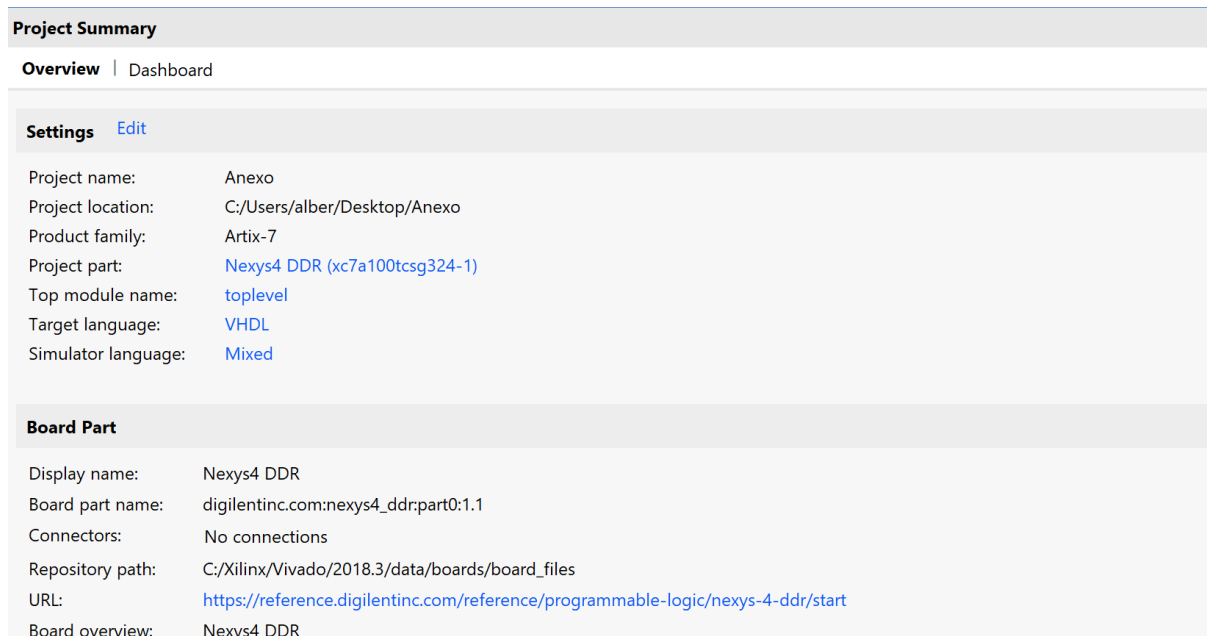 Project Summary
Overview | Dashboard
Settings Edit
Project name: Anexo
Project location: C:/Users/alber/Desktop/Anexo
Product family: Artix-7
Project part: Nexys4 DDR (xc7a100tcsg324-1)
Top module name: toplevel
Target language: VHDL
Simulator language: Mixed
Board Part
Display name: Nexys4 DDR
Board part name: digilentinc.com:nexys4_ddr:part0:1.1
Connectors: No connections
Repository path: C:/Xilinx/Vivado/2018.3/data/boards/board_files
URL: https://reference.digilentinc.com/reference/programmable-logic/nexys-4-ddr/start
Board overview: Nexys4 DDR